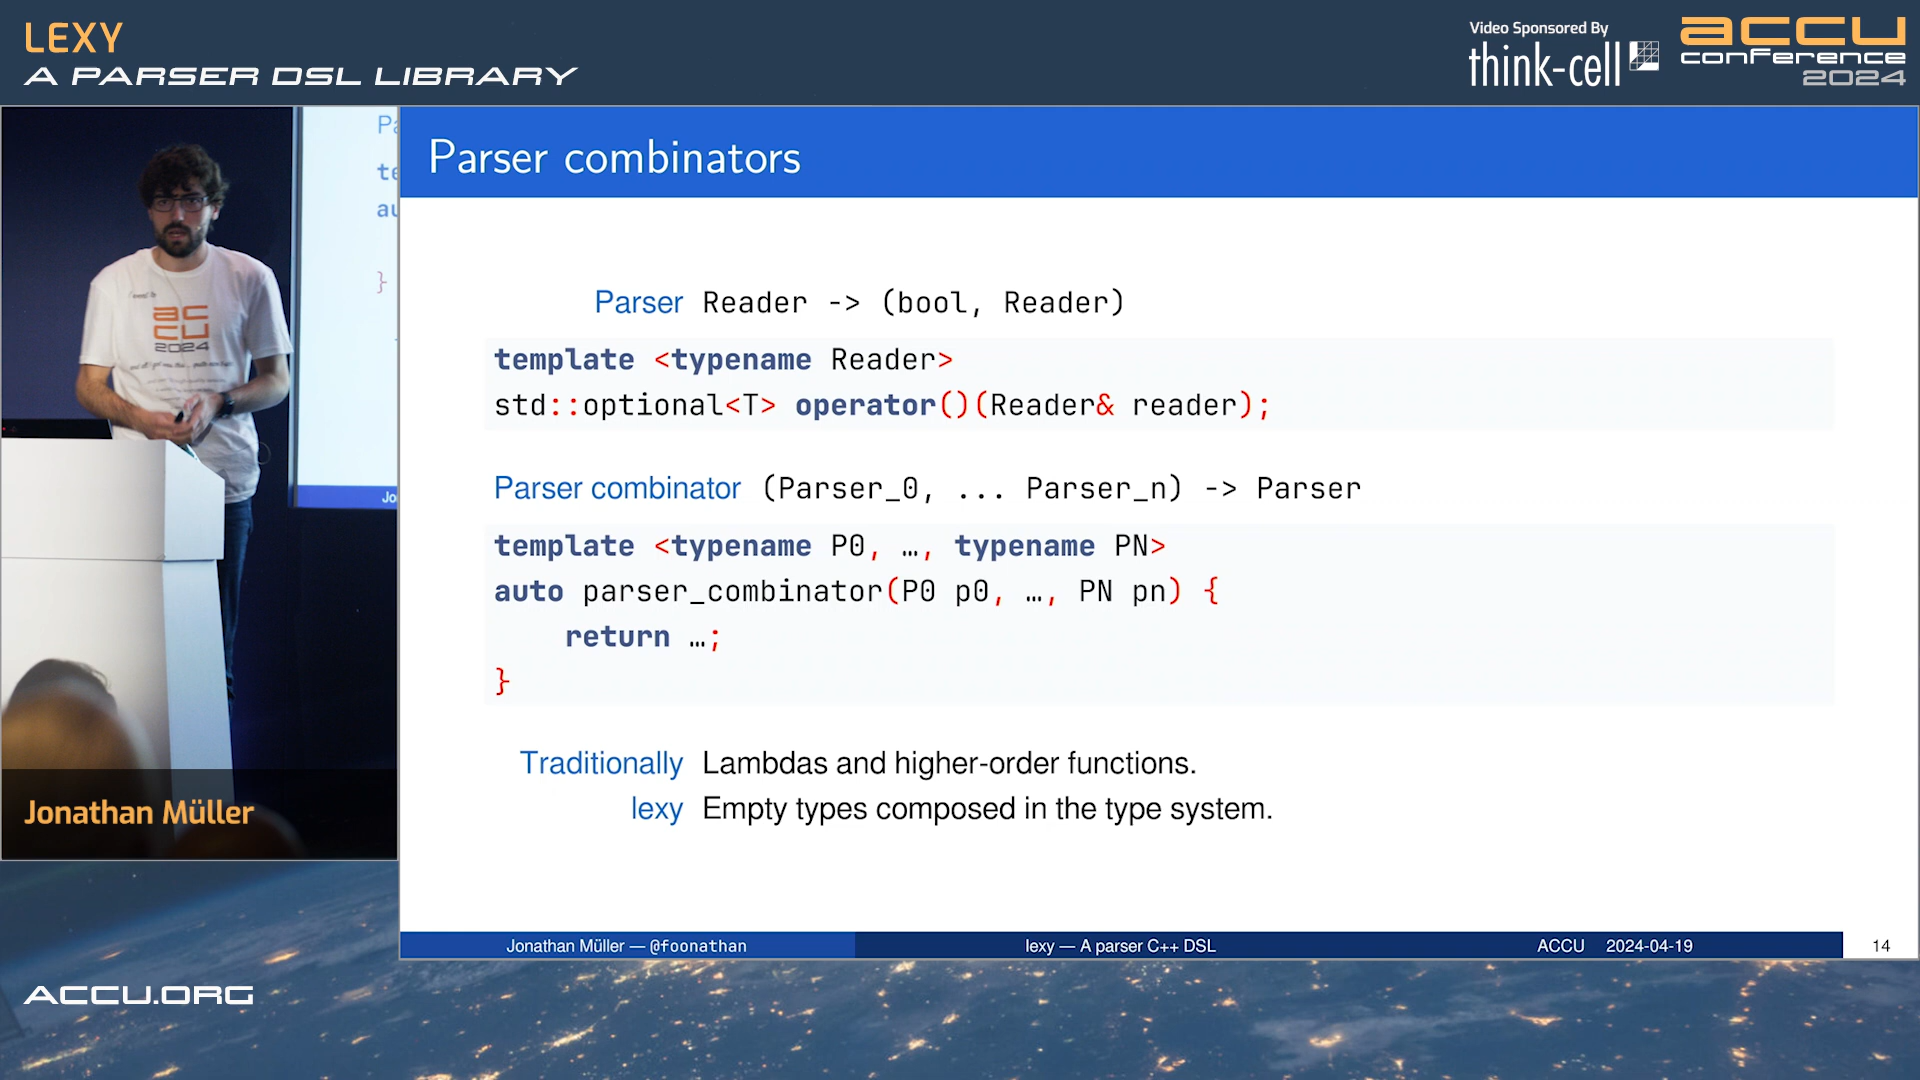 LEXY
A PARSER DSL LIBRARY
Video Sponsored By
think-cell
accu
conference
2024
Parser combinators
Parser Reader -> (bool, Reader)
template <typename Reader>
std::optional<T> operator()(Reader& reader);
Parser combinator (Parser_0, ... Parser_n) -> Parser
template <typename P0, …, typename PN>
auto parser_combinator(P0 p0, …, PN pn) {
return …;
}
Traditionally Lambdas and higher-order functions.
lexy Empty types composed in the type system.
Jonathan Müller — @foonathan
lexy — A parser C++ DSL
ACCU 2024-04-19
14
ac
cu
2024
Jonathan Müller
ACCU.ORG